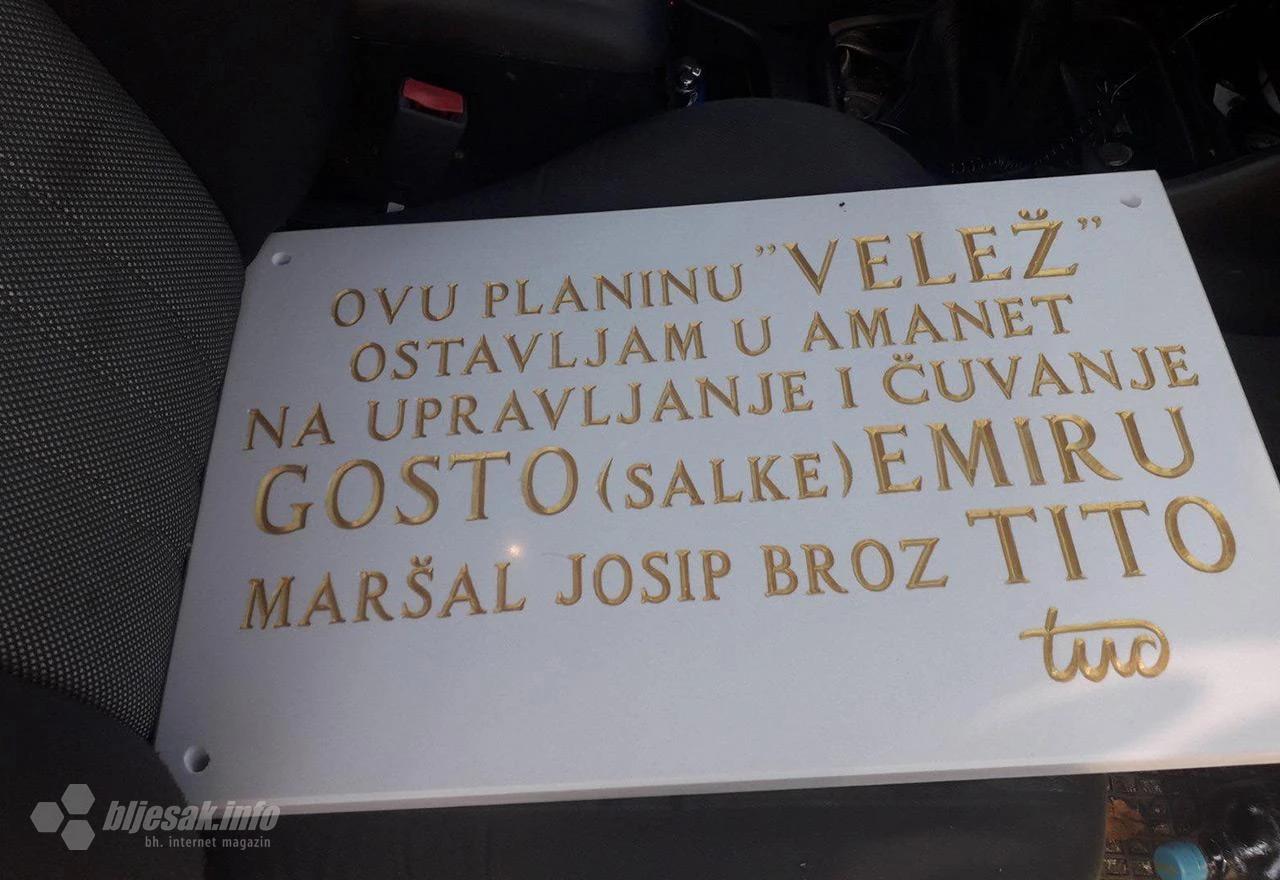 OVU PLANINU "VELEŽ"
OSTAVLJAM U AMANET
NA UPRAVLJANJE I ČUVANJE
GOSTO (SALKE) EMIRU
MARŠAL JOSIP BROZ TITO
Tito
bljesak.info
bh. internet magazin